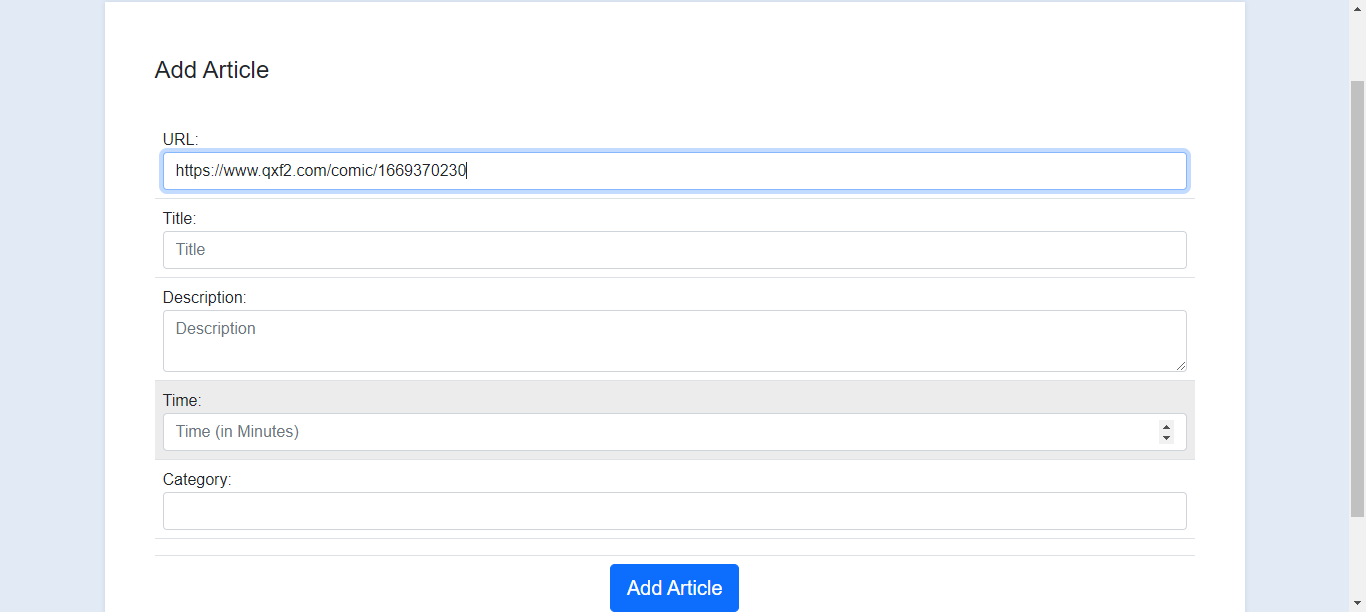 Add Article
URL:
https://www.qxf2.com/comic/1669370230
Title:
Title
Description:
Description
Time:
Time (in Minutes)
Category:
Add Article